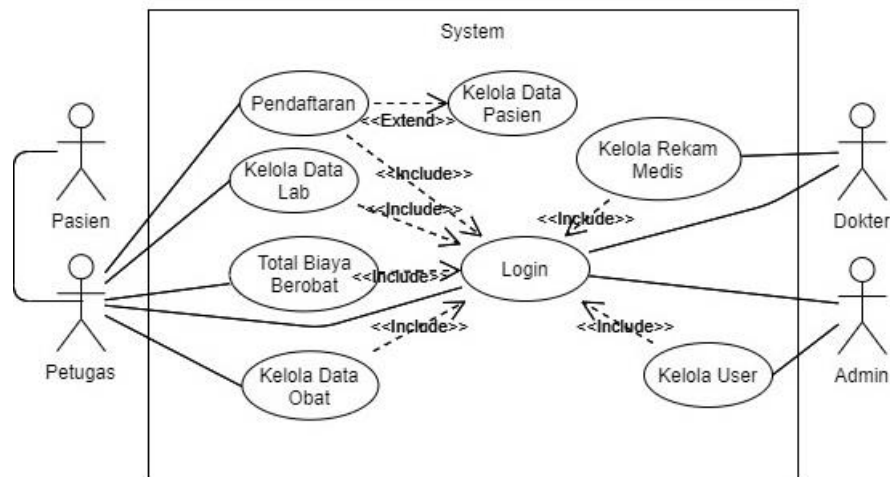 System
Pendaftaran
<<Extend>>
Kelola Data
Pasien
<<Include>>
Kelola Rekam
Medis
Kelola Data
Lab
<<Include>>
<<Include>>
Pasien
Dokter
Total Biaya
Berobat
<<Include>>
Login
<<Include>>
<<Include>>
Petugas
Kelola Data
Obat
Kelola User
Admin